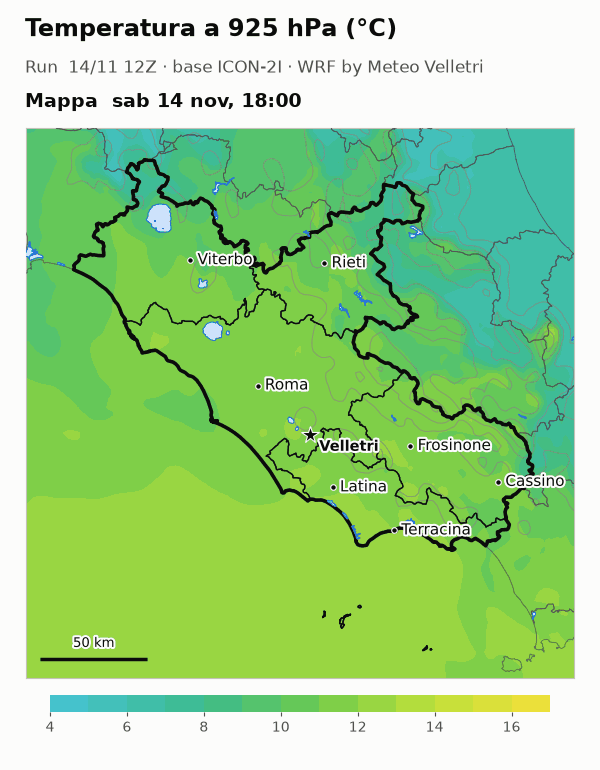 Temperatura a 925 hPa (°C)
Run  14/11 12Z · base ICON-2I · WRF by Meteo Velletri
Mappa  sab 14 nov, 18:00
Viterbo
Rieti
Roma
Velletri
Frosinone
Cassino
Latina
Terracina
50 km
4 6 8 10 12 14 16